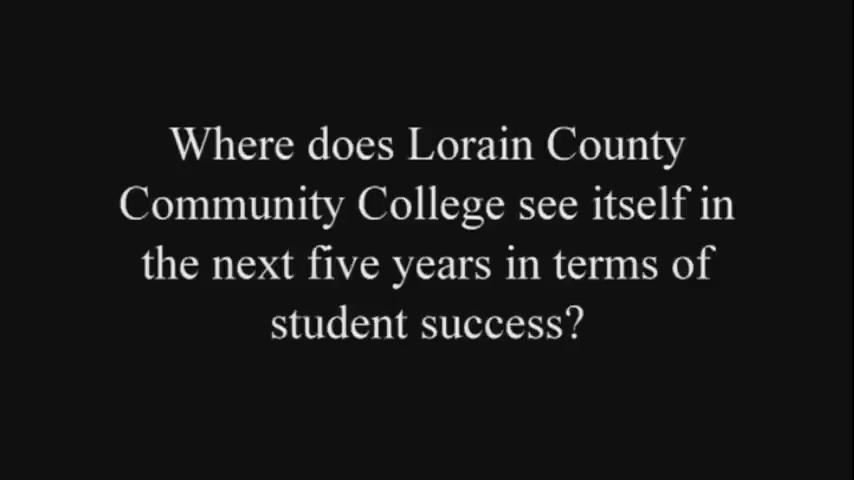 Where does Lorain County
Community College see itself in
the next five years in terms of
student success?